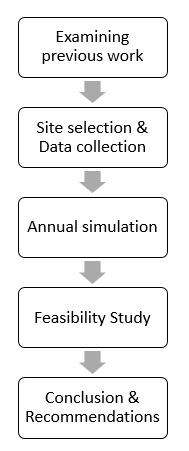 Examining
previous work
Site selection &
Data collection
Annual simulation
Feasibility Study
Conclusion &
Recommendations